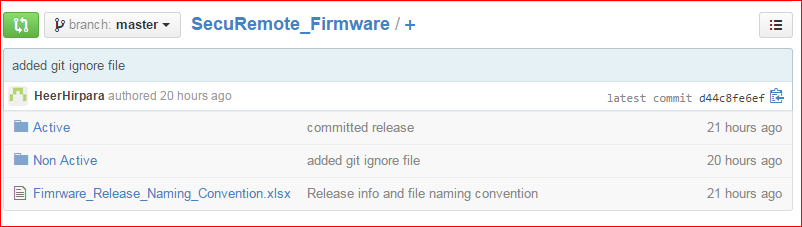 branch: master SecuRemote_Firmware / +
added git ignore file
HeerHirpara authored 20 hours ago latest commit d44c8fe6ef
Active committed release 21 hours ago
Non Active added git ignore file 20 hours ago
Fimrware_Release_Naming_Convention.xlsx Release info and file naming convention 21 hours ago